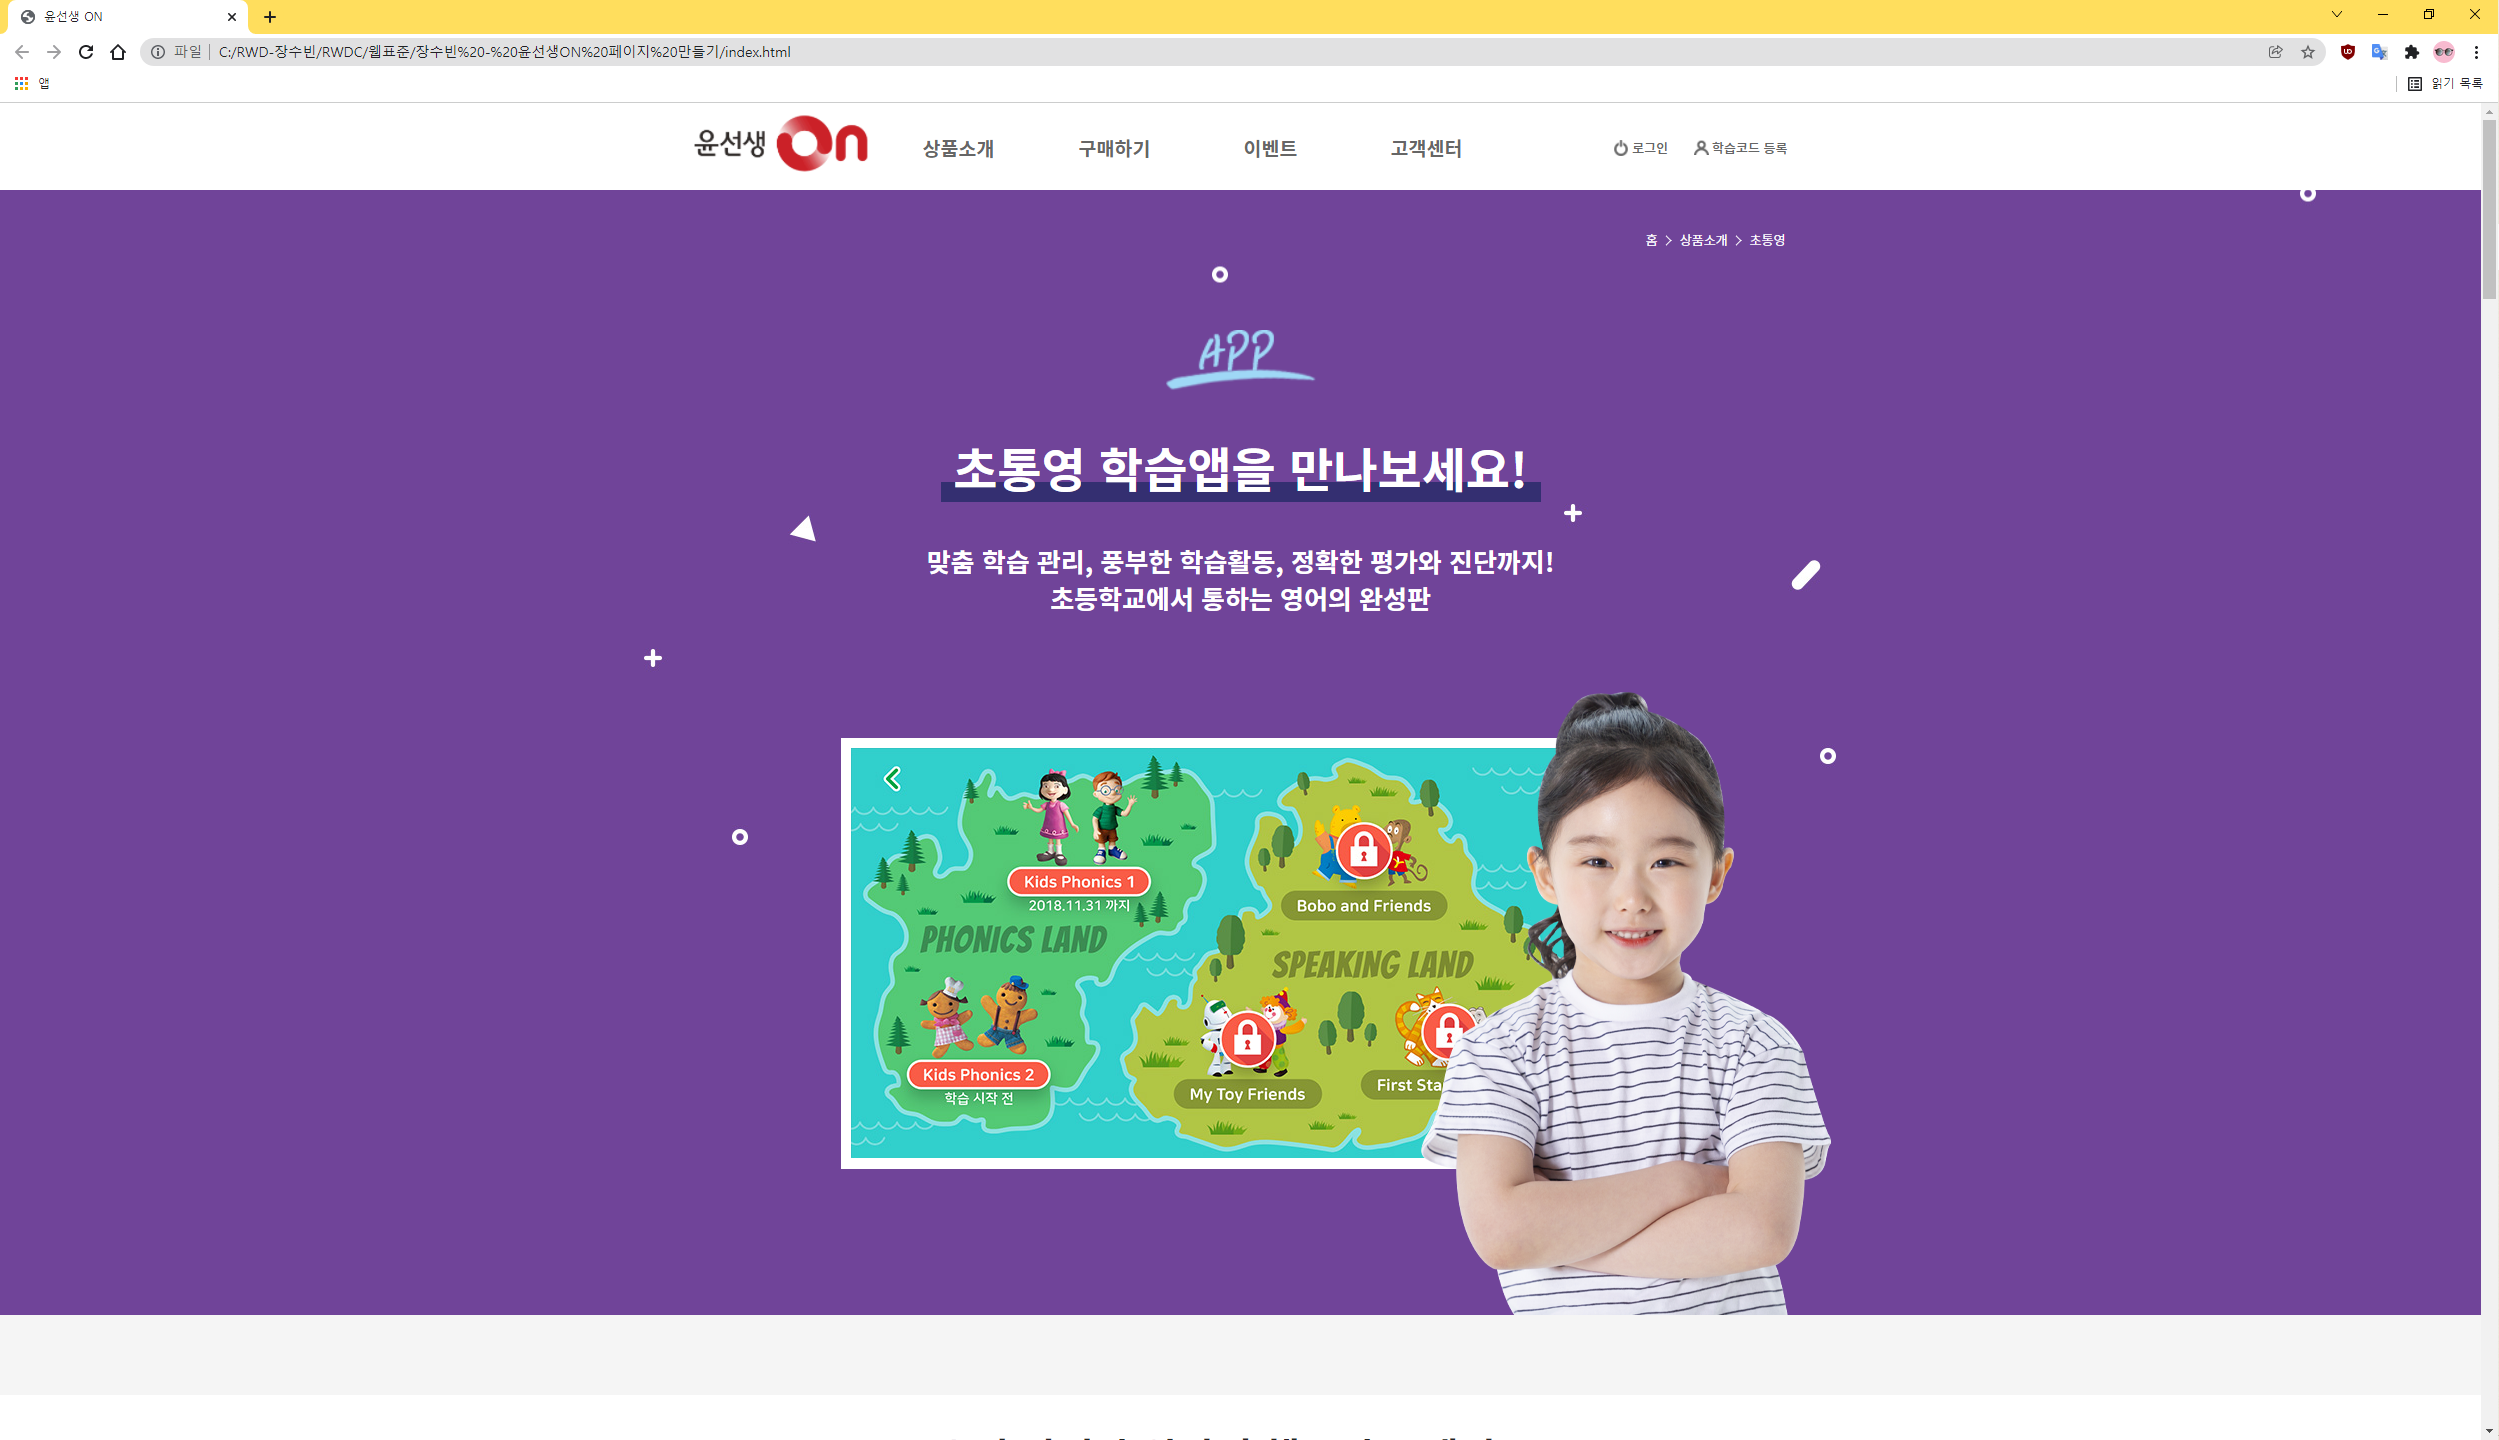 윤선생 ON
파일
C:/RWD-장수빈/RWDC/웹표준/장수빈%20-%20윤선생ON%20페이지%20만들기/index.html
앱
읽기 목록
윤선생 On
상품소개
구매하기
이벤트
고객센터
로그인
학습코드 등록
홈 > 상품소개 > 초통영
APP
초통영 학습앱을 만나보세요!
맞춤 학습 관리, 풍부한 학습활동, 정확한 평가와 진단까지!
초등학교에서 통하는 영어의 완성판
Kids Phonics 1
2018.11.31 까지
Bobo and Friends
PHONICS LAND
SPEAKING LAND
Kids Phonics 2
학습 시작 전
My Toy Friends
First Sta